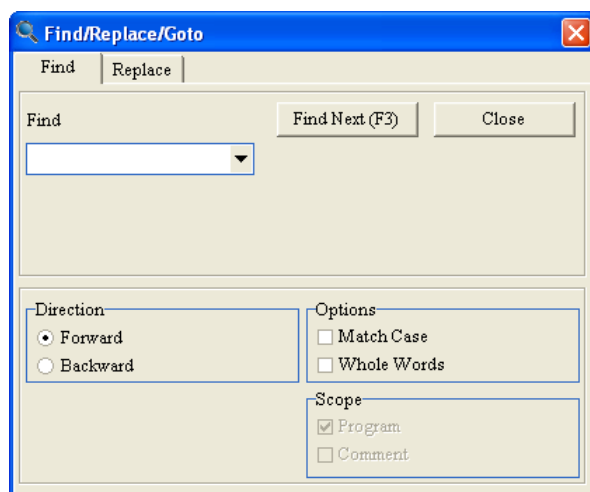 Find/Replace/Goto
Find Replace
Find Find Next (F3) Close
Direction
Forward
Backward
Options
Match Case
Whole Words
Scope
Program
Comment